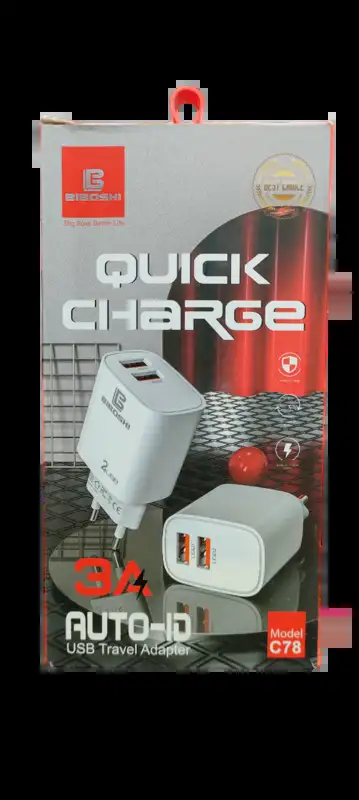 BIBOSHI
QUICK
CHARGE
BIBOSHI
3A
AUTO-ID
USB Travel Adapter
Model
C78